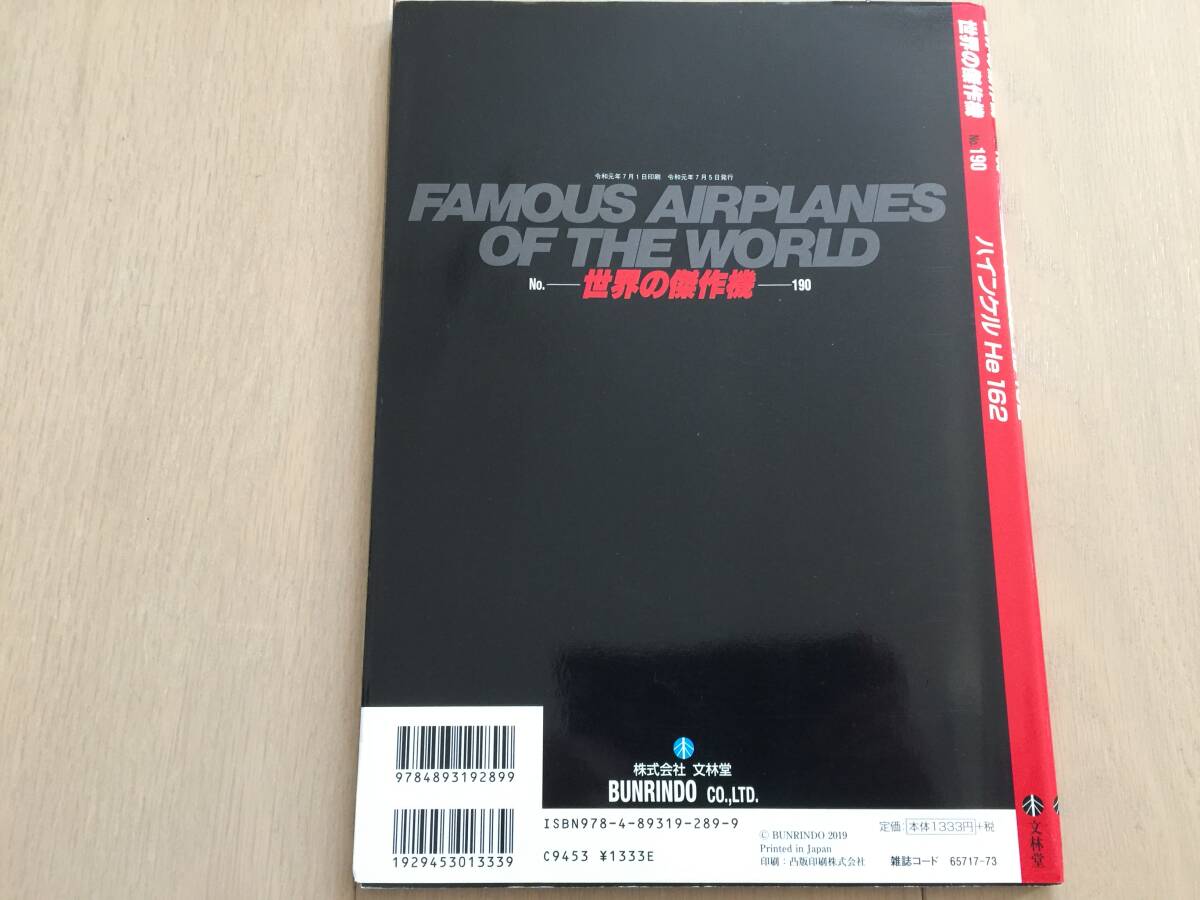 令和元年7月1日印刷 令和元年7月5日発行
FAMOUS AIRPLANES
OF THE WORLD
No.——世界の傑作機——190
世界の傑作機 No.190 ハインケル He 162 文林堂
9784893192899
1929453013339
株式会社 文林堂
BUNRINDO CO.,LTD.
ISBN978-4-89319-289-9
C9453 ¥1333E
© BUNRINDO 2019
Printed in Japan
印刷：凸版印刷株式会社
定価：本体1333円+税
雑誌コード 65717-73